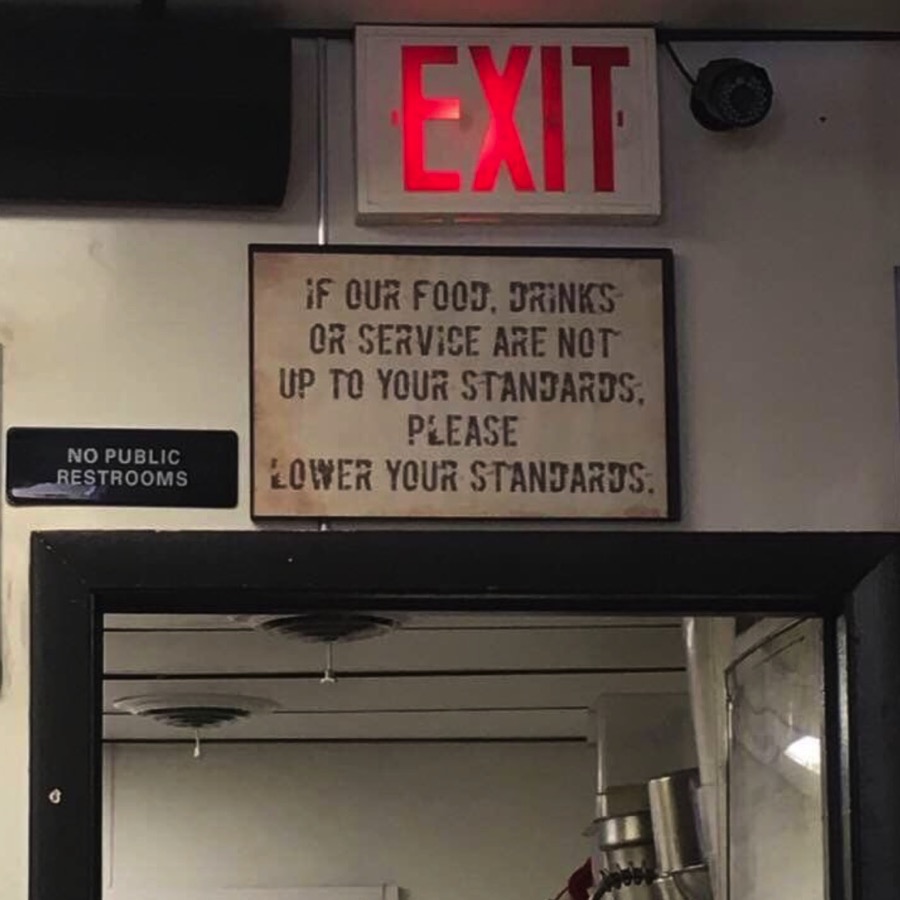 EXIT
IF OUR FOOD, DRINKS
OR SERVICE ARE NOT
UP TO YOUR STANDARDS,
PLEASE
LOWER YOUR STANDARDS.
NO PUBLIC
RESTROOMS